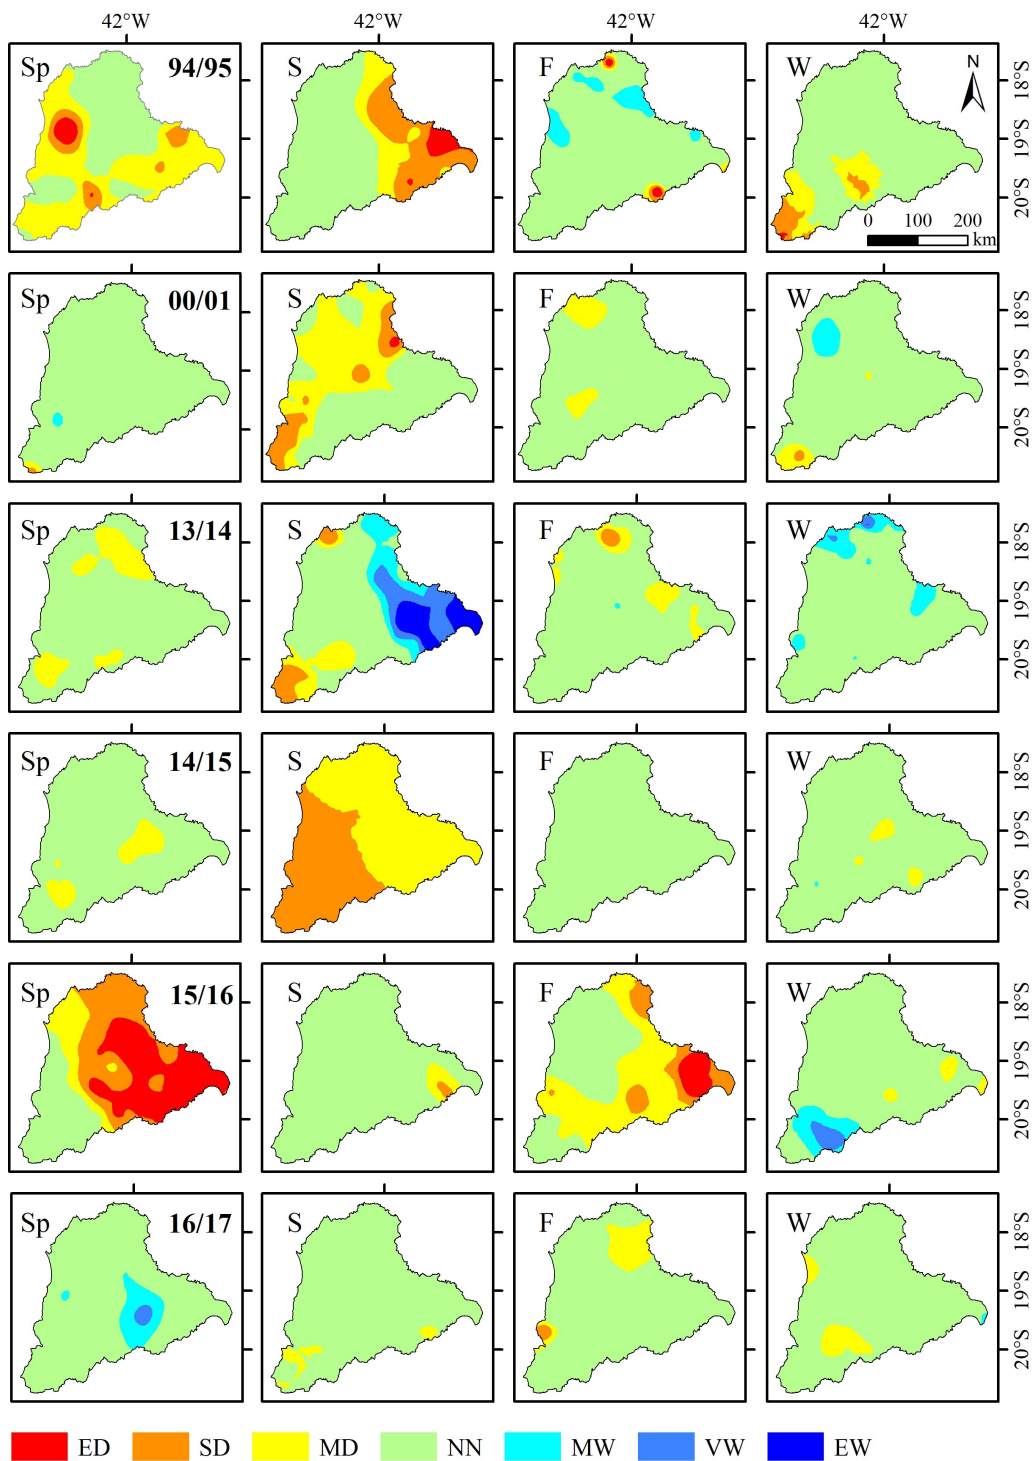 42°W 42°W 42°W 42°W
Sp 94/95 S F W N 18°S
19°S
20°S
0 100 200
km
Sp 00/01 S F W 18°S
19°S
20°S
Sp 13/14 S F W 18°S
19°S
20°S
Sp 14/15 S F W 18°S
19°S
20°S
Sp 15/16 S F W 18°S
19°S
20°S
Sp 16/17 S F W 18°S
19°S
20°S
ED SD MD NN MW VW EW